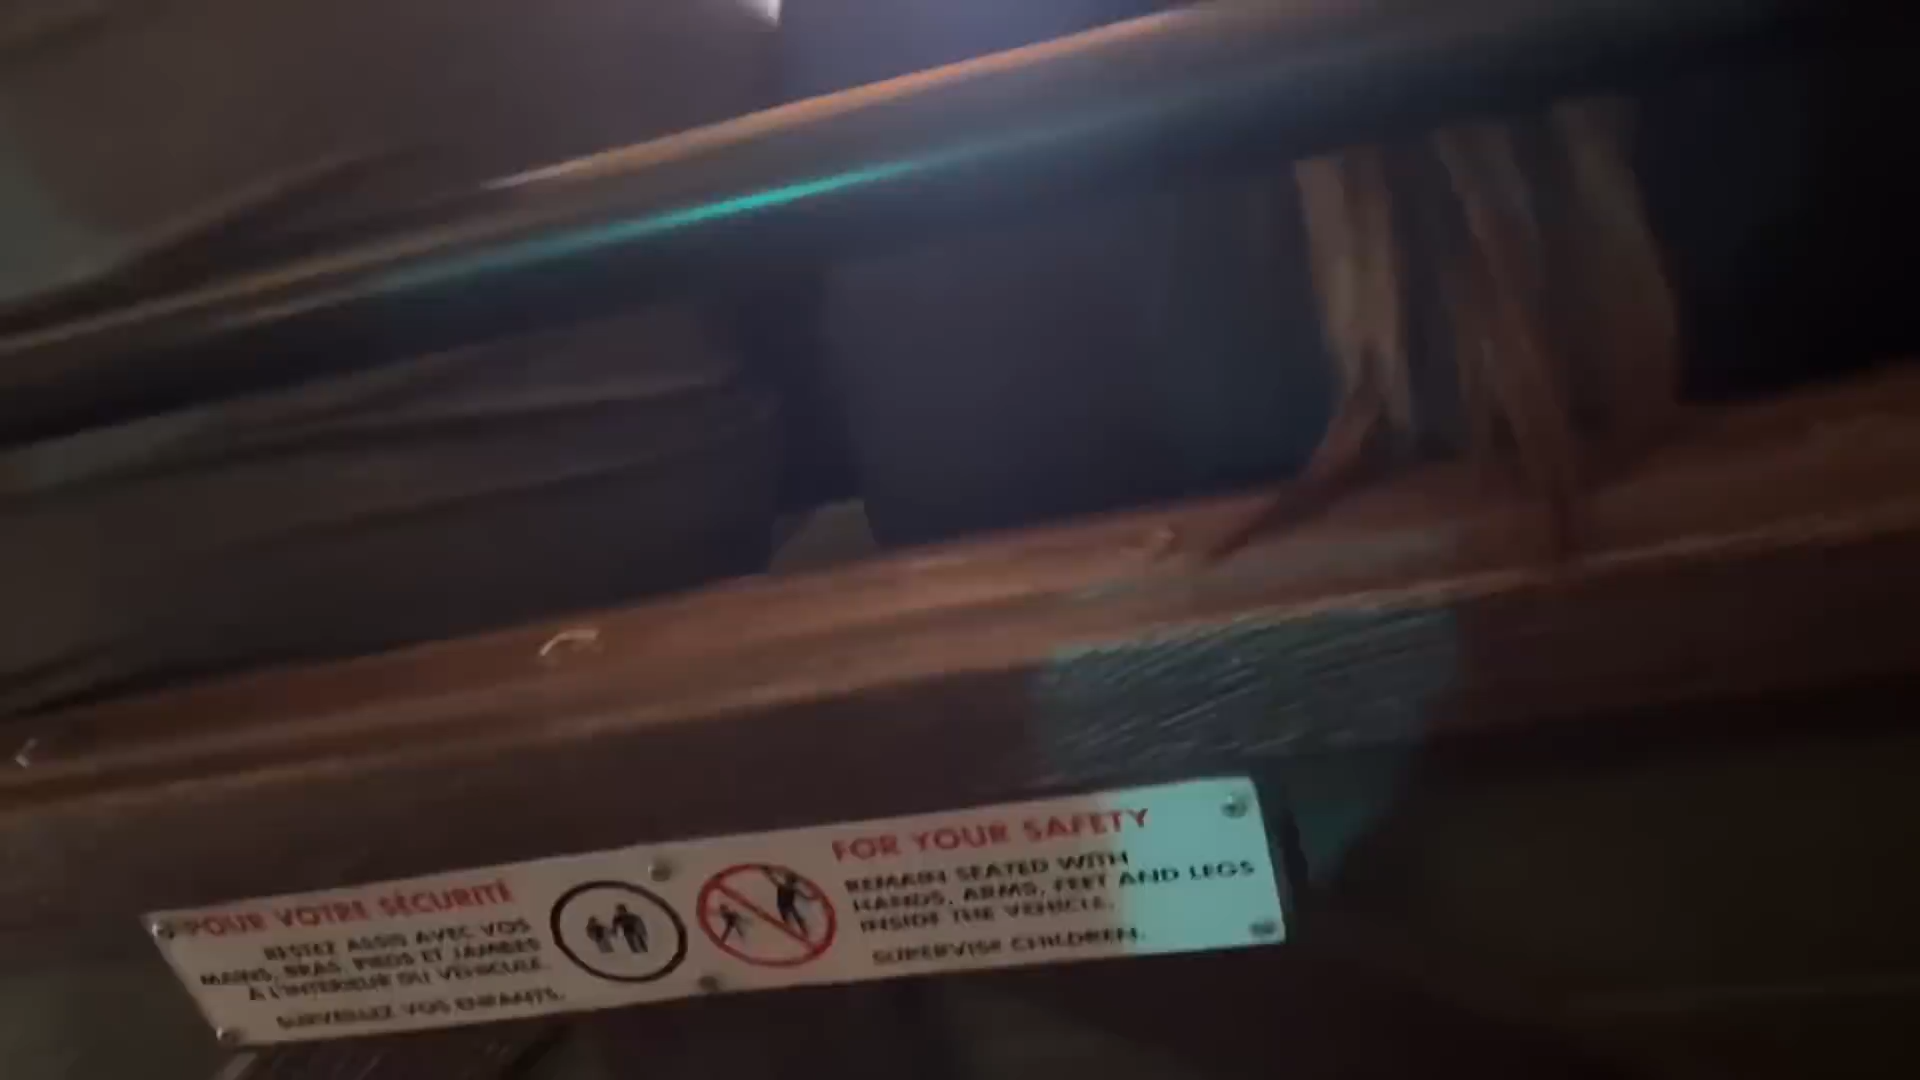 POUR VOTRE SÉCURITÉ
RESTEZ ASSIS AVEC VOS
MAINS, BRAS, PIEDS ET JAMBES
À L'INTÉRIEUR DU VÉHICULE.
SURVEILLEZ VOS ENFANTS.
FOR YOUR SAFETY
REMAIN SEATED WITH
HANDS, ARMS, FEET AND LEGS
INSIDE THE VEHICLE.
SUPERVISE CHILDREN.